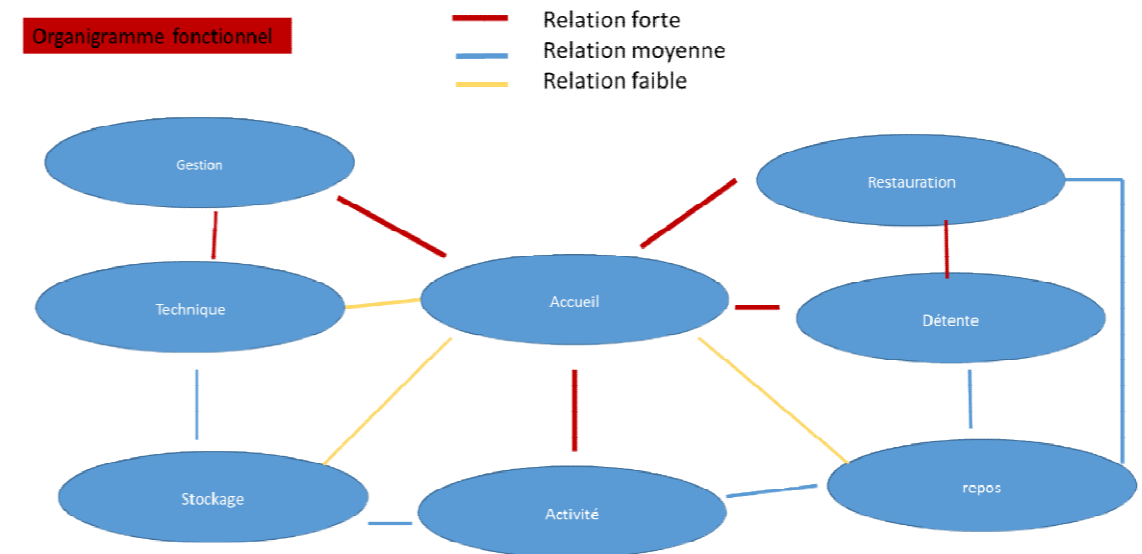 Organigramme fonctionnel
Relation forte
Relation moyenne
Relation faible
Gestion
Restauration
Technique
Accueil
Détente
Stockage
Activité
repos